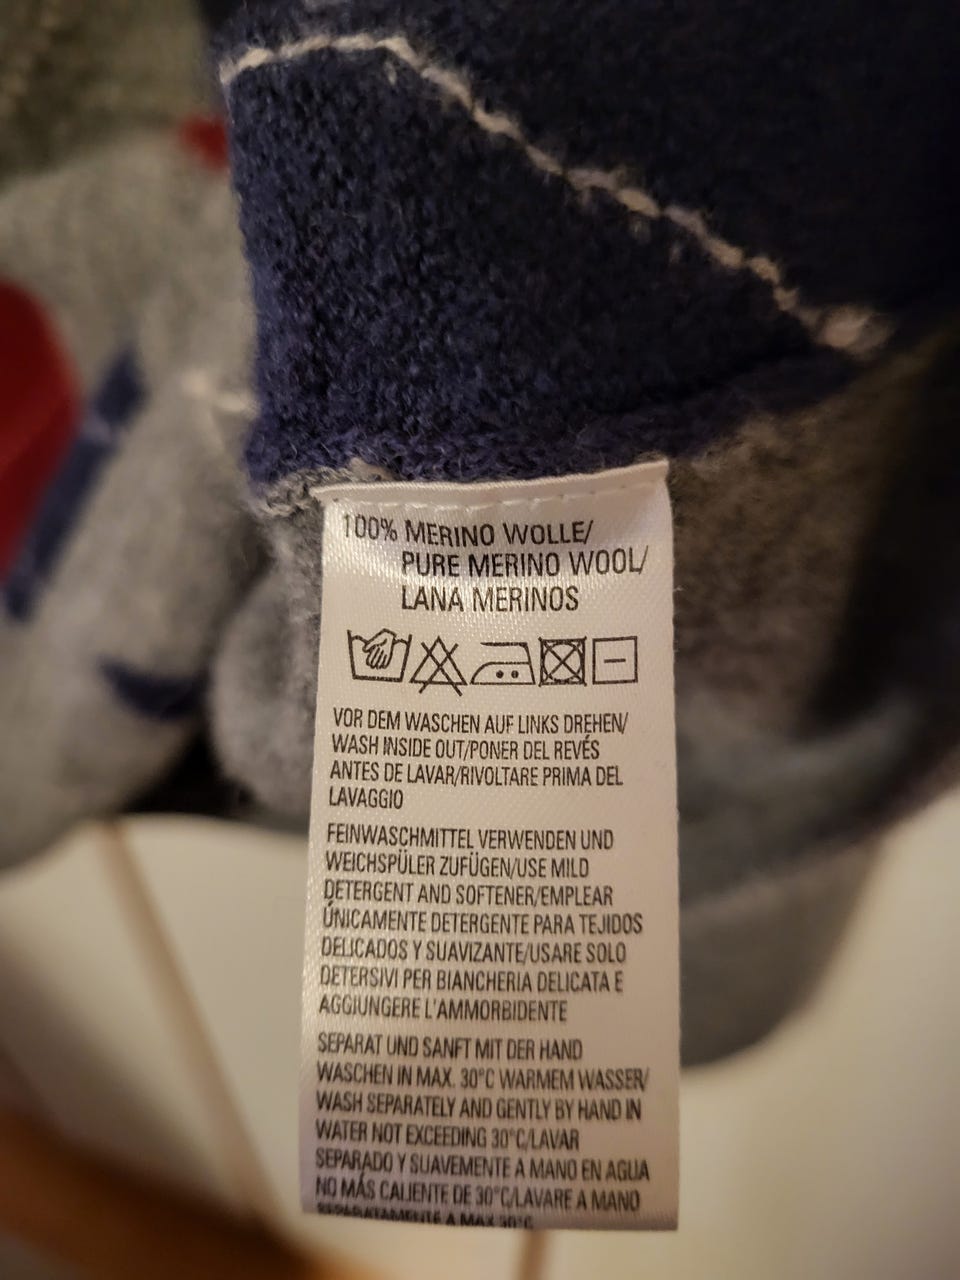 100% MERINO WOLLE/
PURE MERINO WOOL/
LANA MERINOS
VOR DEM WASCHEN AUF LINKS DREHEN/
WASH INSIDE OUT/PONER DEL REVÉS
ANTES DE LAVAR/RIVOLTARE PRIMA DEL
LAVAGGIO
FEINWASCHMITTEL VERWENDEN UND
WEICHSPÜLER ZUFÜGEN/USE MILD
DETERGENT AND SOFTENER/EMPLEAR
ÚNICAMENTE DETERGENTE PARA TEJIDOS
DELICADOS Y SUAVIZANTE/USARE SOLO
DETERSIVI PER BIANCHERIA DELICATA E
AGGIUNGERE L'AMMORBIDENTE
SEPARAT UND SANFT MIT DER HAND
WASCHEN IN MAX. 30°C WARMEM WASSER/
WASH SEPARATELY AND GENTLY BY HAND IN
WATER NOT EXCEEDING 30°C/LAVAR
SEPARADO Y SUAVEMENTE A MANO EN AGUA
NO MÁS CALIENTE DE 30°C/LAVARE A MANO
SEPARATAMENTE A MAX 30°C